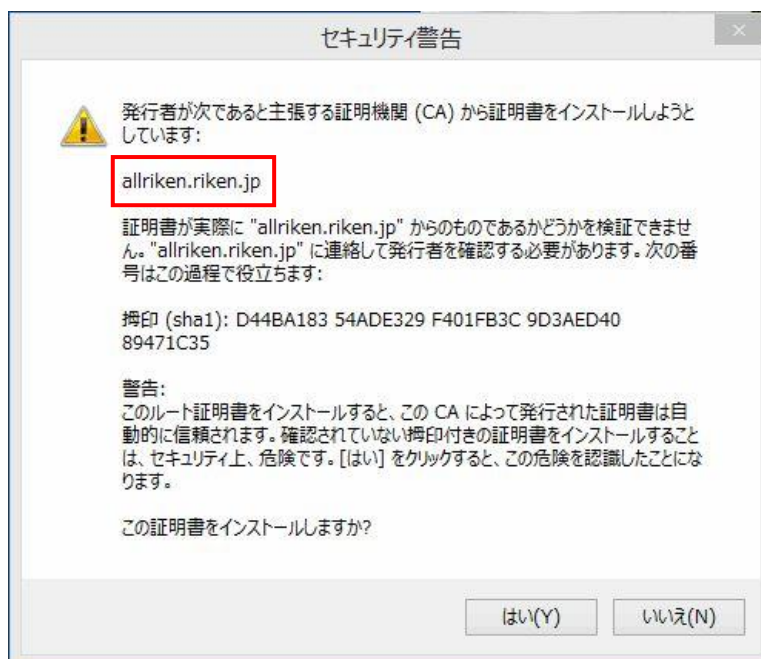 セキュリティ警告
発行者が次であると主張する証明機関 (CA) から証明書をインストールしようと
しています:
allriken.riken.jp
証明書が実際に "allriken.riken.jp" からのものであるかどうかを検証できませ
ん。"allriken.riken.jp" に連絡して発行者を確認する必要があります。次の番
号はこの過程で役立ちます:
拇印 (sha1): D44BA183 54ADE329 F401FB3C 9D3AED40
89471C35
警告:
このルート証明書をインストールすると、この CA によって発行された証明書は自
動的に信頼されます。確認されていない拇印付きの証明書をインストールすること
は、セキュリティ上、危険です。[はい] をクリックすると、この危険を認識したことにな
ります。
この証明書をインストールしますか?
はい(Y)
いいえ(N)